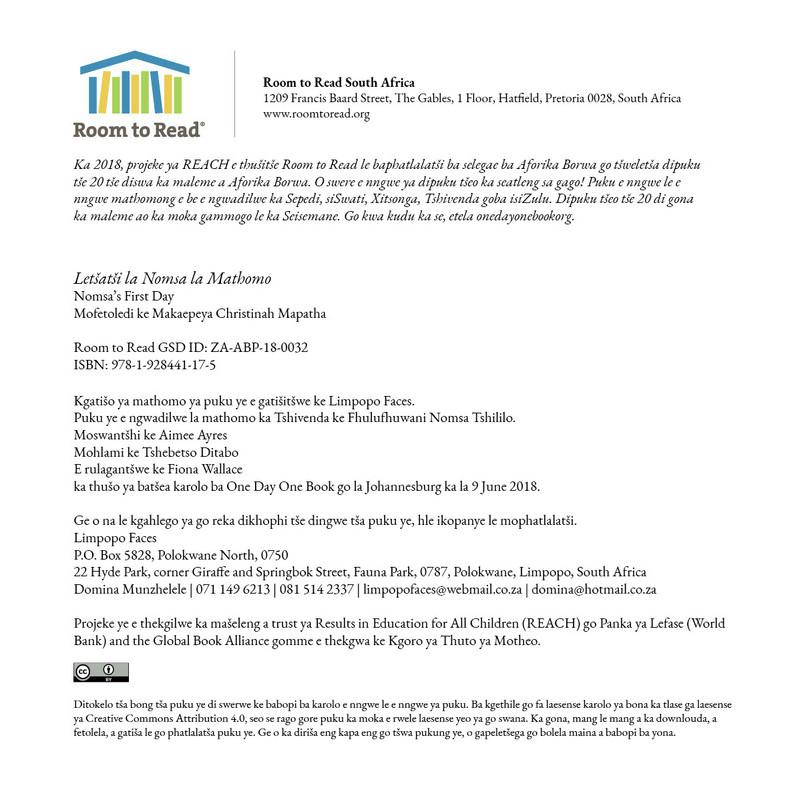 Room to Read®
Room to Read South Africa
1209 Francis Baard Street, The Gables, 1 Floor, Hatfield, Pretoria 0028, South Africa
www.roomtoread.org
Ka 2018, projeke ya REACH e thušitše Room to Read le baphatlalatši ba selegae ba Aforika Borwa go tšweletša dipuku
tše 20 tše diswa ka maleme a Aforika Borwa. O swere e nngwe ya dipuku tšeo ka seatleng sa gago! Puku e nngwe le e
nngwe mathomong e be e ngwadilwe ka Sepedi, siSwati, Xitsonga, Tshivenda goba isiZulu. Dipuku tšeo tše 20 di gona
ka maleme ao ka moka gammogo le ka Seisemane. Go kwa kudu ka se, etela onedayonebookorg.
Letšatši la Nomsa la Mathomo
Nomsa’s First Day
Mofetoledi ke Makaepeya Christinah Mapatha
Room to Read GSD ID: ZA-ABP-18-0032
ISBN: 978-1-928441-17-5
Kgatišo ya mathomo ya puku ye e gatišitšwe ke Limpopo Faces.
Puku ye e ngwadilwe la mathomo ka Tshivenda ke Fhulufhuwani Nomsa Tshililo.
Moswantšhi ke Aimee Ayres
Mohlami ke Tshebetso Ditabo
E rulagantšwe ke Fiona Wallace
ka thušo ya batšea karolo ba One Day One Book go la Johannesburg ka la 9 June 2018.
Ge o na le kgahlego ya go reka dikhophi tše dingwe tša puku ye, hle ikopanye le mophatlalatši.
Limpopo Faces
P.O. Box 5828, Polokwane North, 0750
22 Hyde Park, corner Giraffe and Springbok Street, Fauna Park, 0787, Polokwane, Limpopo, South Africa
Domina Munzhelele | 071 149 6213 | 081 514 2337 | limpopofaces@webmail.co.za | domina@hotmail.co.za
Projeke ye e thekgilwe ka mašeleng a trust ya Results in Education for All Children (REACH) go Panka ya Lefase (World
Bank) and the Global Book Alliance gomme e thekgwa ke Kgoro ya Thuto ya Motheo.
cc BY
Ditokelo tša bong tša puku ye di swerwe ke babopi ba karolo e nngwe le e nngwe ya puku. Ba kgethile go fa laesense karolo ya bona ka tlase ga laesense
ya Creative Commons Attribution 4.0, seo se rago gore puku ka moka e rwele laesense yeo ya go swana. Ka gona, mang le mang a ka downlouda, a
fetolela, a gatiša le go phatlalatša puku ye. Ge o ka diriša eng kapa eng go tšwa pukung ye, o gapeletšega go bolela maina a babopi ba yona.